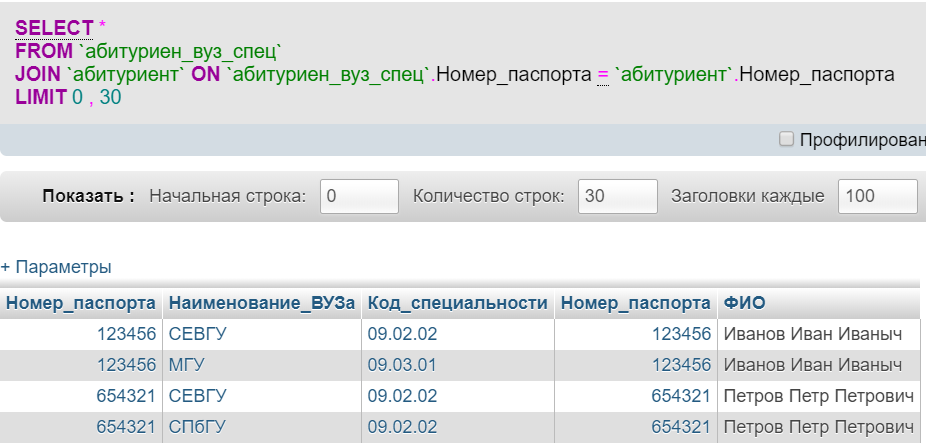 SELECT *
FROM `абитуриен_вуз_спец`
JOIN `абитуриент` ON `абитуриен_вуз_спец`.Номер_паспорта = `абитуриент`.Номер_паспорта
LIMIT 0 , 30
Профилирован
Показать : Начальная строка: 0 Количество строк: 30 Заголовки каждые 100
+ Параметры
Номер_паспорта Наименование_ВУЗа Код_специальности Номер_паспорта ФИО
123456 СЕВГУ 09.02.02 123456 Иванов Иван Иваныч
123456 МГУ 09.03.01 123456 Иванов Иван Иваныч
654321 СЕВГУ 09.02.02 654321 Петров Петр Петрович
654321 СПбГУ 09.02.02 654321 Петров Петр Петрович